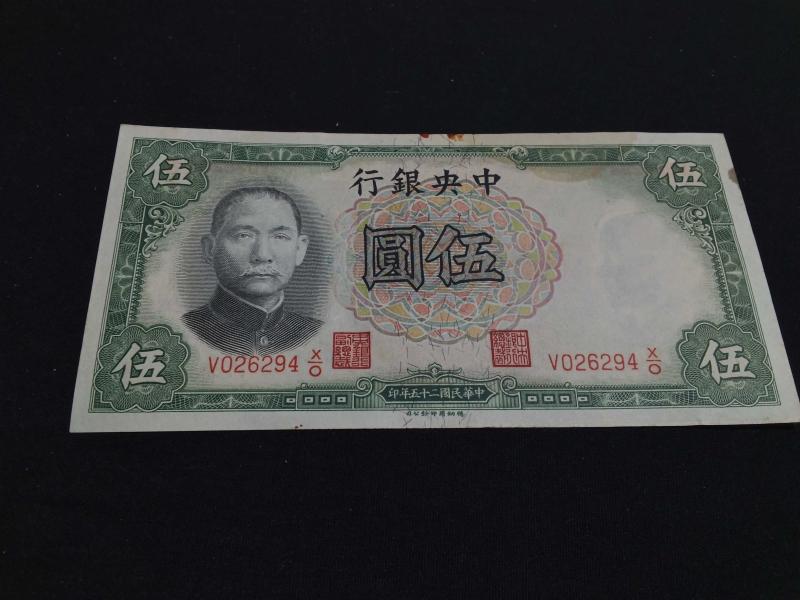 中央銀行
伍
伍
伍圓
V026294 X/O
V026294 X/O
伍
伍
中華民國二十五年印